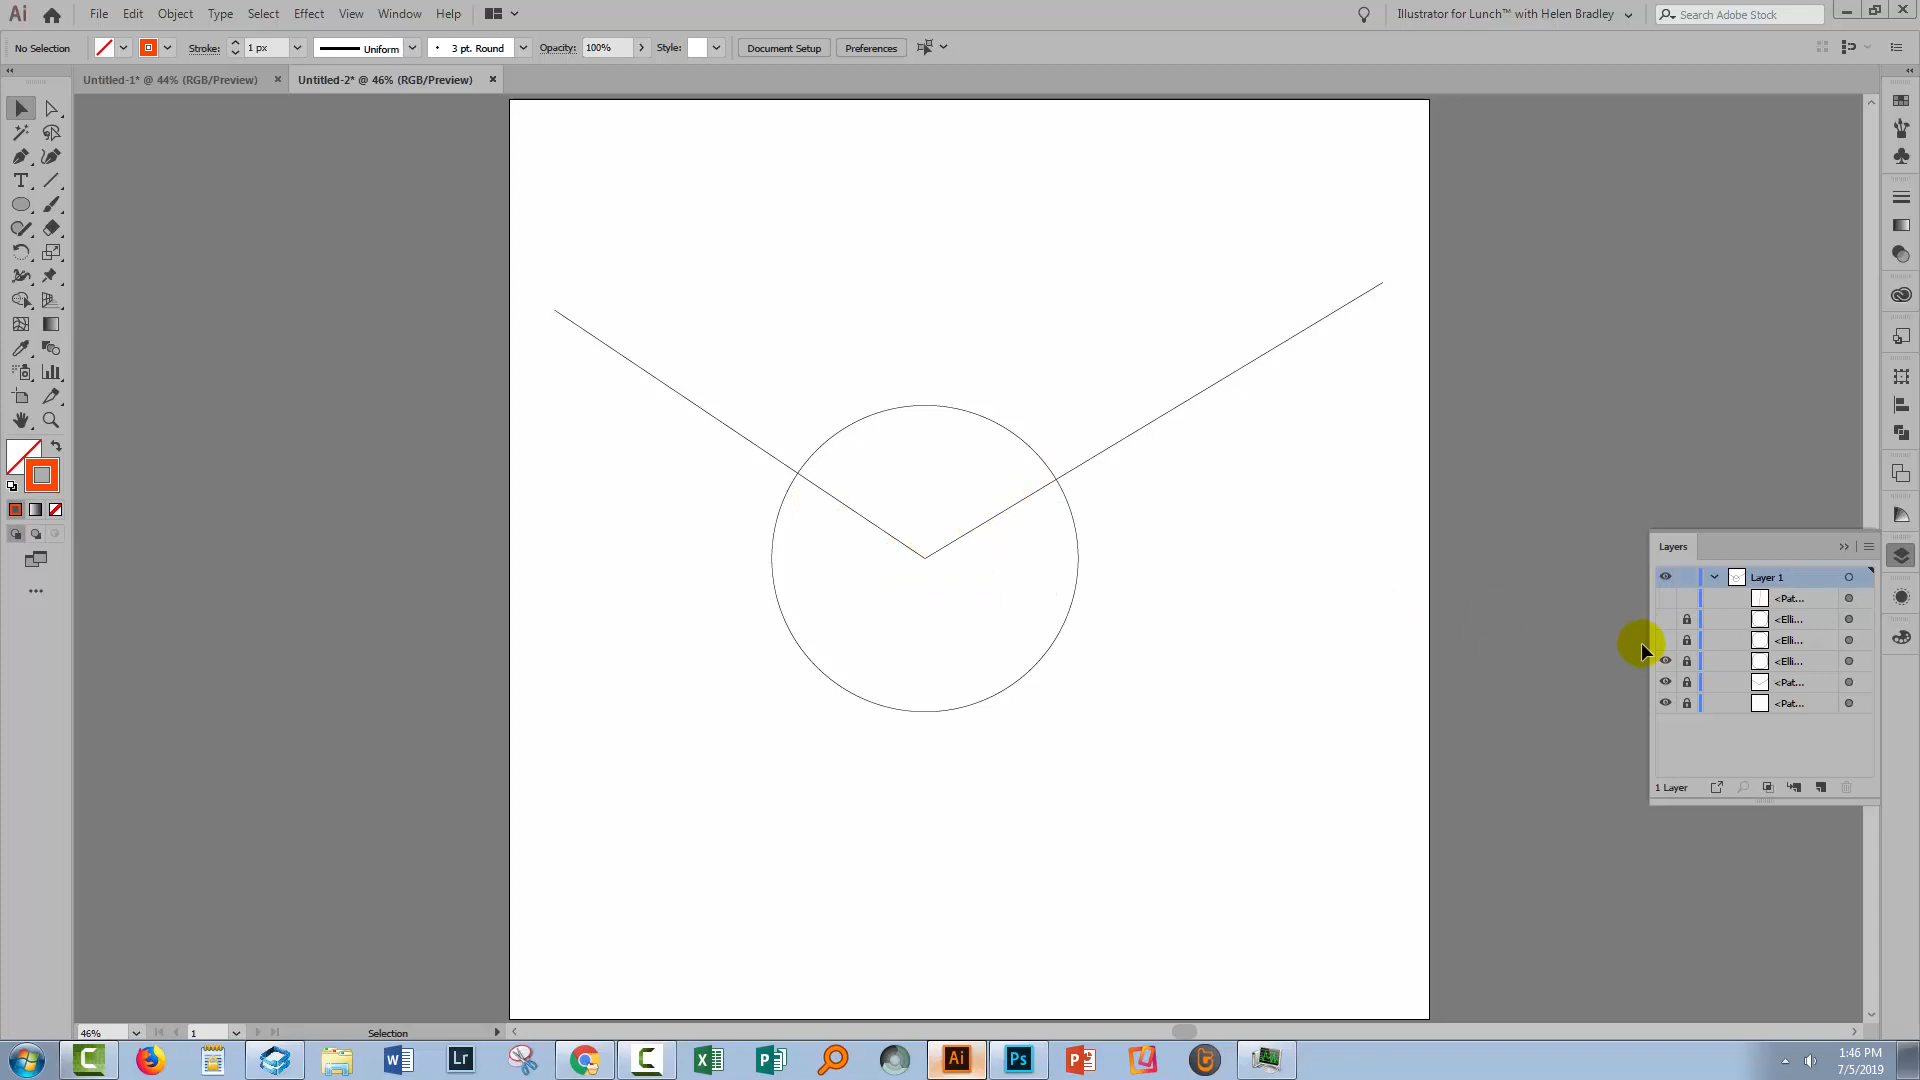 Ai File Edit Object Type Select Effect View Window Help Illustrator for Lunch™ with Helen Bradley Search Adobe Stock
No Selection Stroke: 1 px Uniform 3 pt. Round Opacity: 100% Style: Document Setup Preferences
Untitled-1* @ 44% (RGB/Preview) Untitled-2* @ 46% (RGB/Preview)
Layers
Layer 1
<Pat...
<Elli...
<Elli...
<Elli...
<Pat...
<Pat...
1 Layer
46% 1 Selection
Lr Ai Ps
1:46 PM
7/5/2019